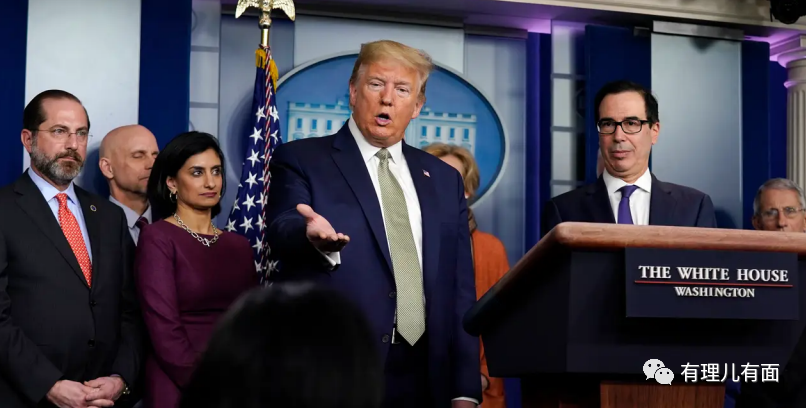 THE WHITE HOUSE
WASHINGTON
有理儿有面